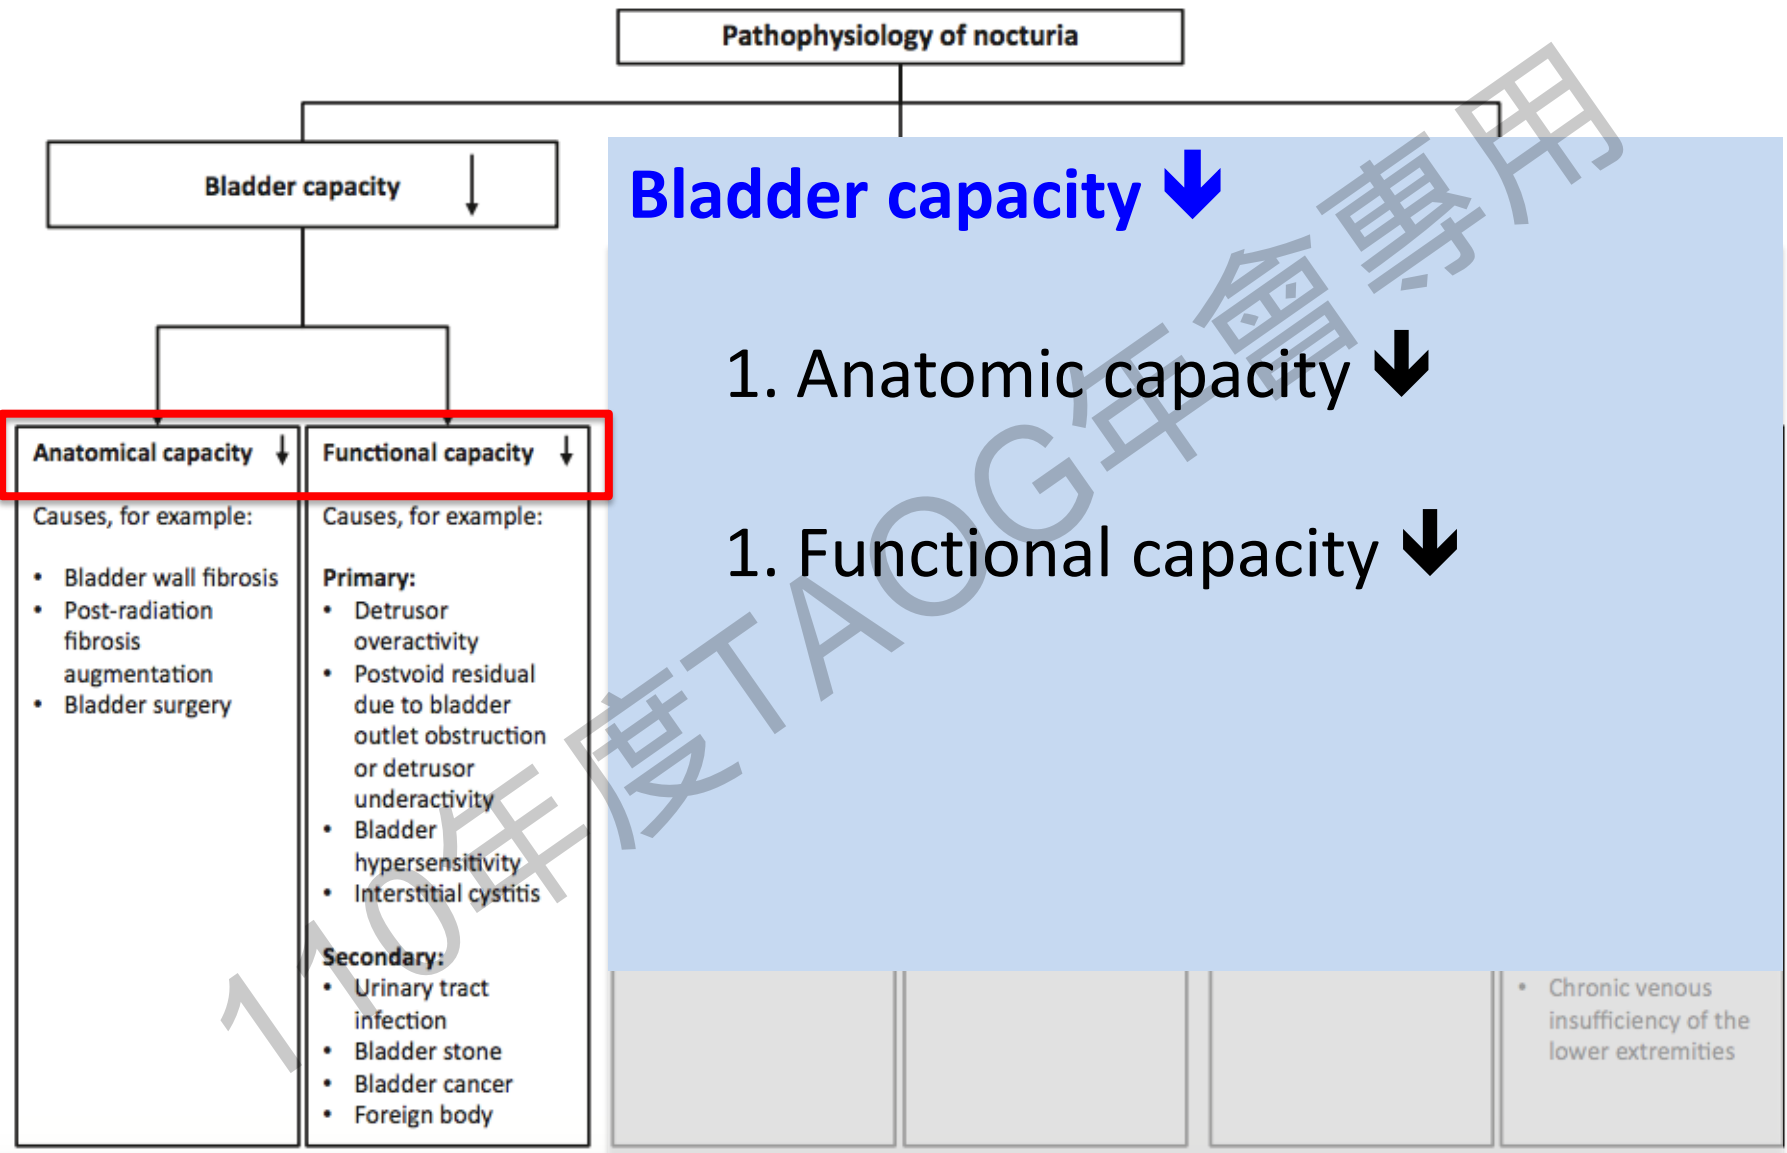 Pathophysiology of nocturia
Bladder capacity ↓
Anatomical capacity ↓
Causes, for example:
• Bladder wall fibrosis
• Post-radiation
fibrosis
augmentation
• Bladder surgery
Functional capacity ↓
Causes, for example:
Primary:
• Detrusor
overactivity
• Postvoid residual
due to bladder
outlet obstruction
or detrusor
underactivity
• Bladder
hypersensitivity
• Interstitial cystitis
Secondary:
• Urinary tract
infection
• Bladder stone
• Bladder cancer
• Foreign body
Bladder capacity ↓
1. Anatomic capacity ↓
1. Functional capacity ↓
• Chronic venous
insufficiency of the
lower extremities
110年度TAOG年會專用